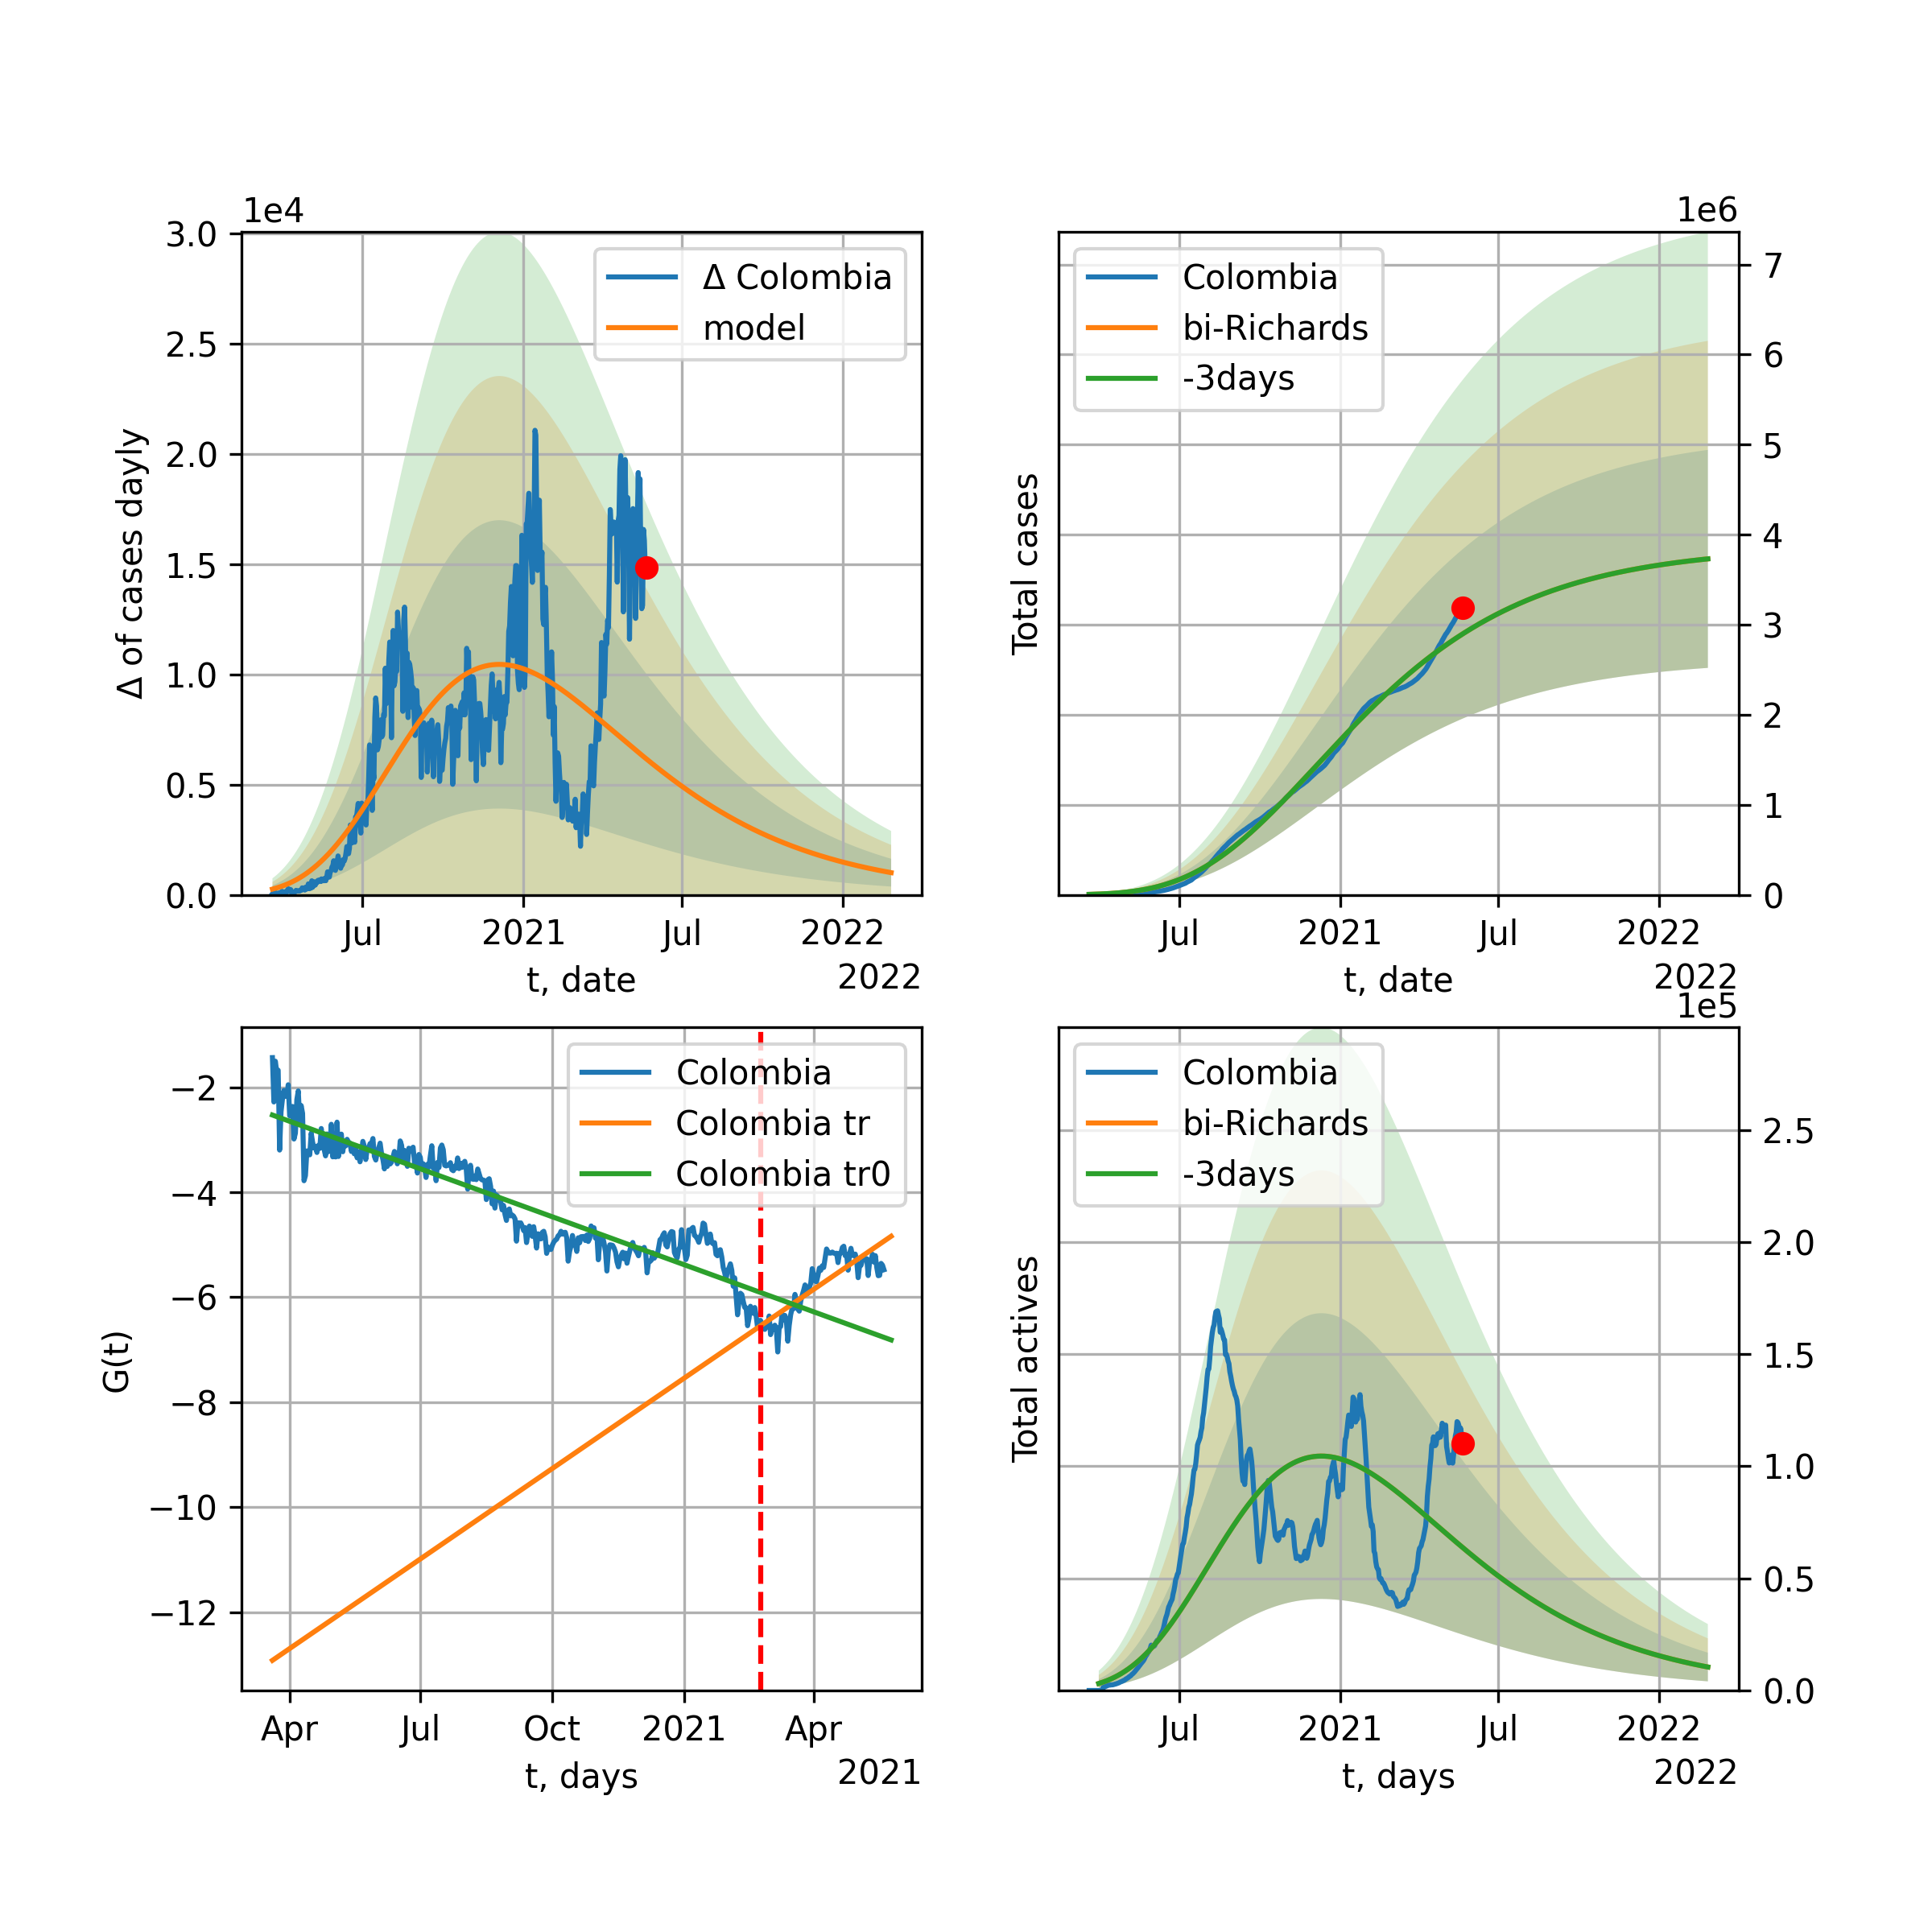 1e4
3.0
2.5
2.0
1.5
1.0
0.5
0.0
Δ of cases dayly
Δ Colombia
model
Jul
2021
Jul
2022
t, date
2022
1e6
7
6
5
4
3
2
1
0
Total cases
Colombia
bi-Richards
-3days
Jul
2021
Jul
2022
t, date
2022
−2
−4
−6
−8
−10
−12
G(t)
Colombia
Colombia tr
Colombia tr0
Apr
Jul
Oct
2021
Apr
t, days
2021
1e5
2.5
2.0
1.5
1.0
0.5
0.0
Total actives
Colombia
bi-Richards
-3days
Jul
2021
Jul
2022
t, days
2022